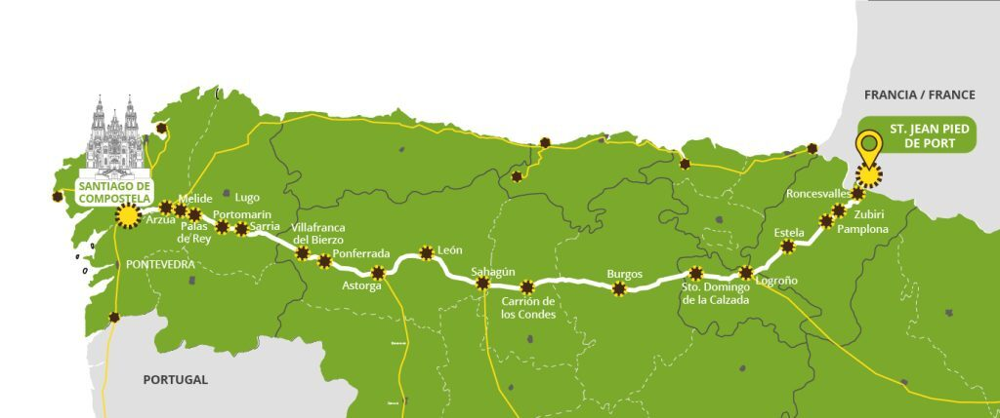 FRANCIA / FRANCE
ST. JEAN PIED
DE PORT
SANTIAGO DE
COMPOSTELA
Roncesvalles
Zubiri
Pamplona
Estela
Logroño
Sto. Domingo
de la Calzada
Burgos
Carrión de
los Condes
Sahagún
León
Astorga
Ponferrada
Villafranca
del Bierzo
Lugo
Sarria
Portomarin
Palas
de Rey
Melide
Arzúa
PONTEVEDRA
PORTUGAL